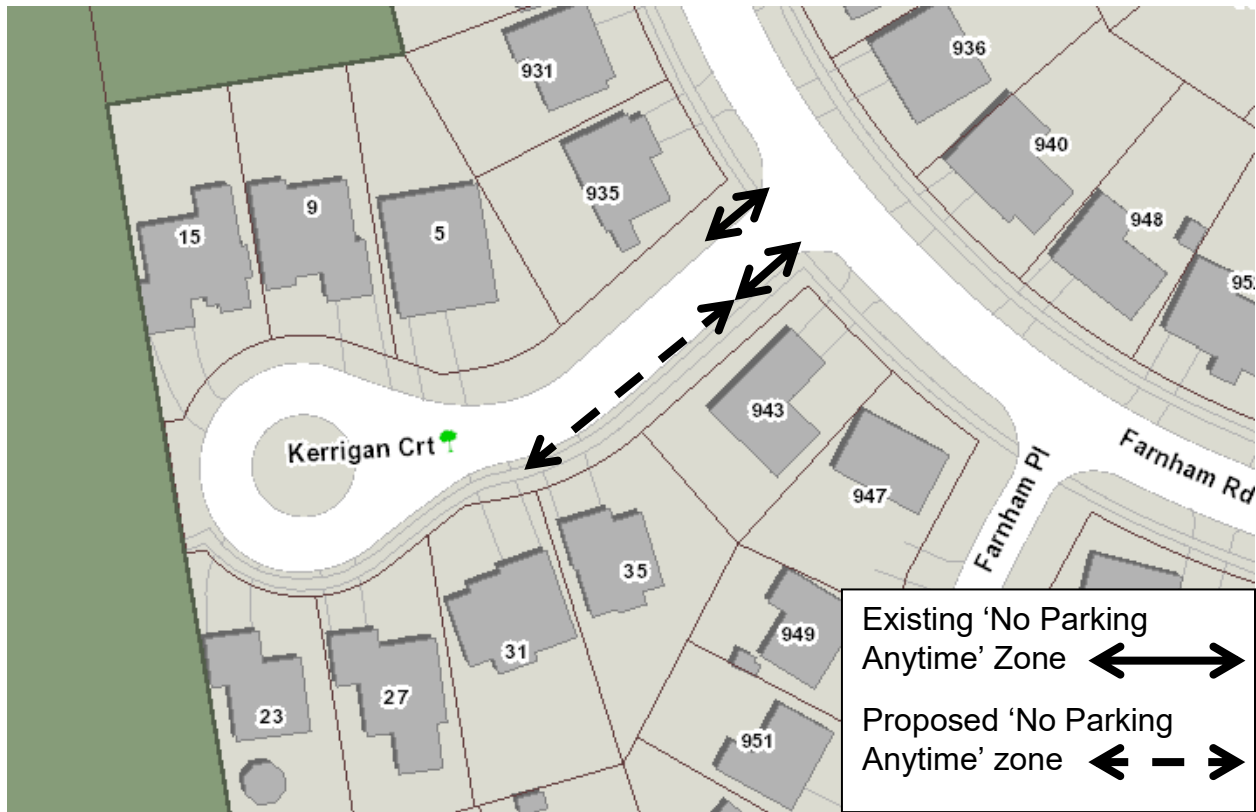 931
936
940
935
9
15
5
948
952
Kerrigan Crt
943
Farnham Rd
947
Farnham Pl
35
949
31
27
23
951
Existing ‘No Parking
Anytime’ Zone
Proposed ‘No Parking
Anytime’ zone